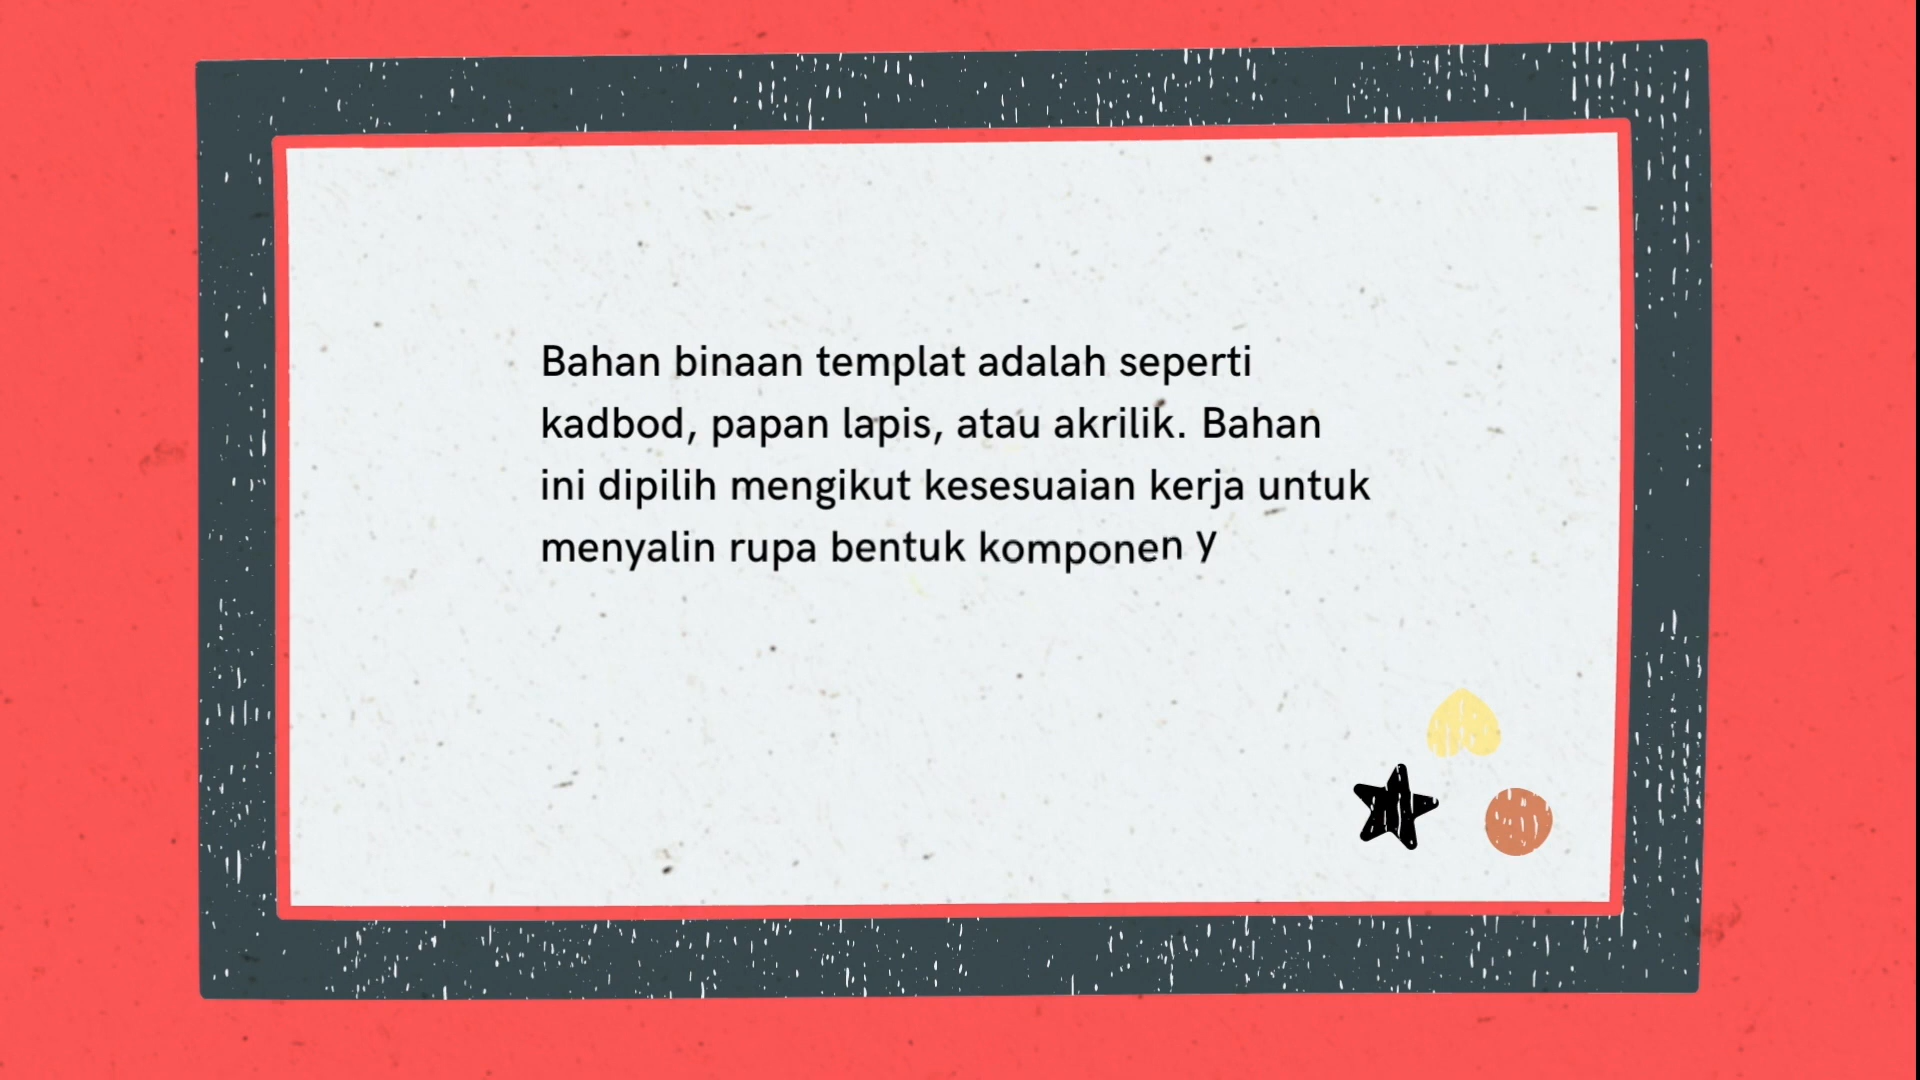 Bahan binaan templat adalah seperti
kadbod, papan lapis, atau akrilik. Bahan
ini dipilih mengikut kesesuaian kerja untuk
menyalin rupa bentuk komponen y